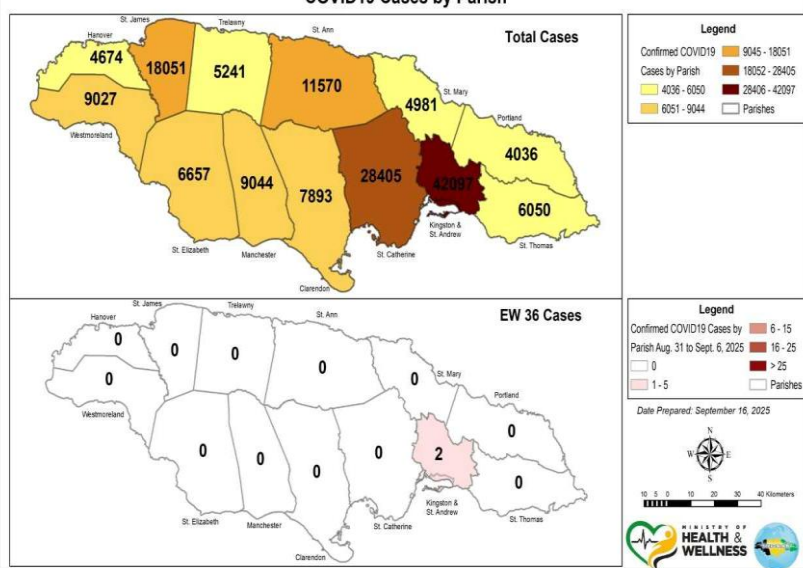 COVID19 Cases by Parish
Total Cases
St. James
Trelawny
St. Ann
Hanover
4674
18051
5241
11570
St. Mary
4981
9027
Portland
Westmoreland
4036
6657
9044
7893
28405
42097
6050
Kingston &
St. Andrew
St. Thomas
St. Elizabeth
Manchester
St. Catherine
Clarendon
Legend
Confirmed COVID19
Cases by Parish
4036 - 6050
6051 - 9044
9045 - 18051
18052 - 28405
28406 - 42097
Parishes
EW 36 Cases
St. James
Trelawny
St. Ann
Hanover
0
0
0
0
St. Mary
0
0
Portland
Westmoreland
0
0
0
0
0
2
0
Kingston &
St. Andrew
St. Thomas
St. Elizabeth
Manchester
St. Catherine
Clarendon
Legend
Confirmed COVID19 Cases by
Parish Aug. 31 to Sept. 6, 2025
0
1 - 5
6 - 15
16 - 25
> 25
Parishes
Date Prepared: September 16, 2025
N
W
E
S
10 5 0 10 20 30 40 Kilometers
MINISTRY OF
HEALTH &
WELLNESS